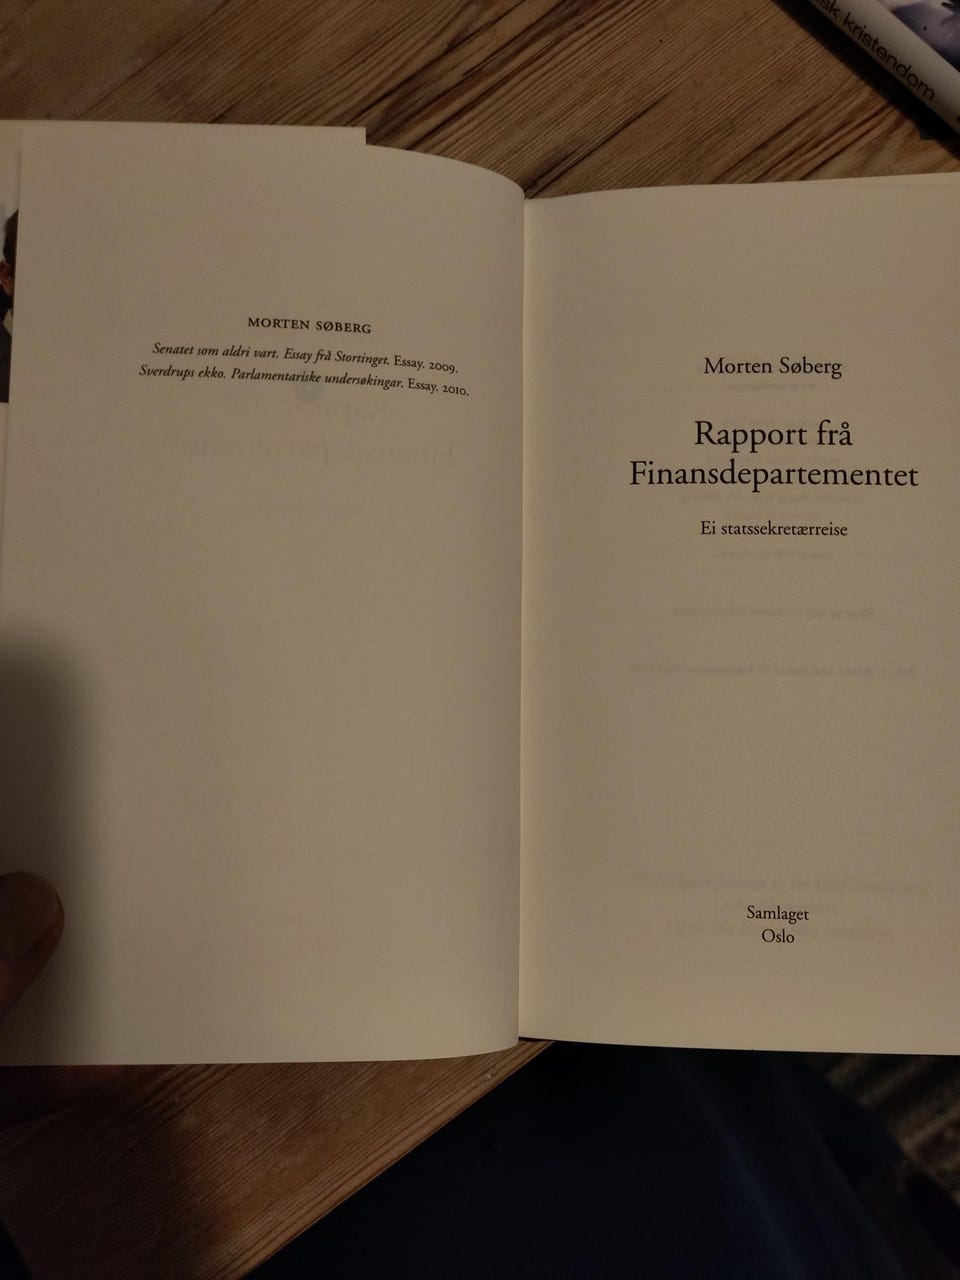 kristendom
MORTEN SØBERG
Senatet som aldri vart. Essay frå Stortinget. Essay. 2009.
Sverdrups ekko. Parlamentariske undersøkingar. Essay. 2010.
Morten Søberg
Rapport frå
Finansdepartementet
Ei statssekretærreise
Samlaget
Oslo